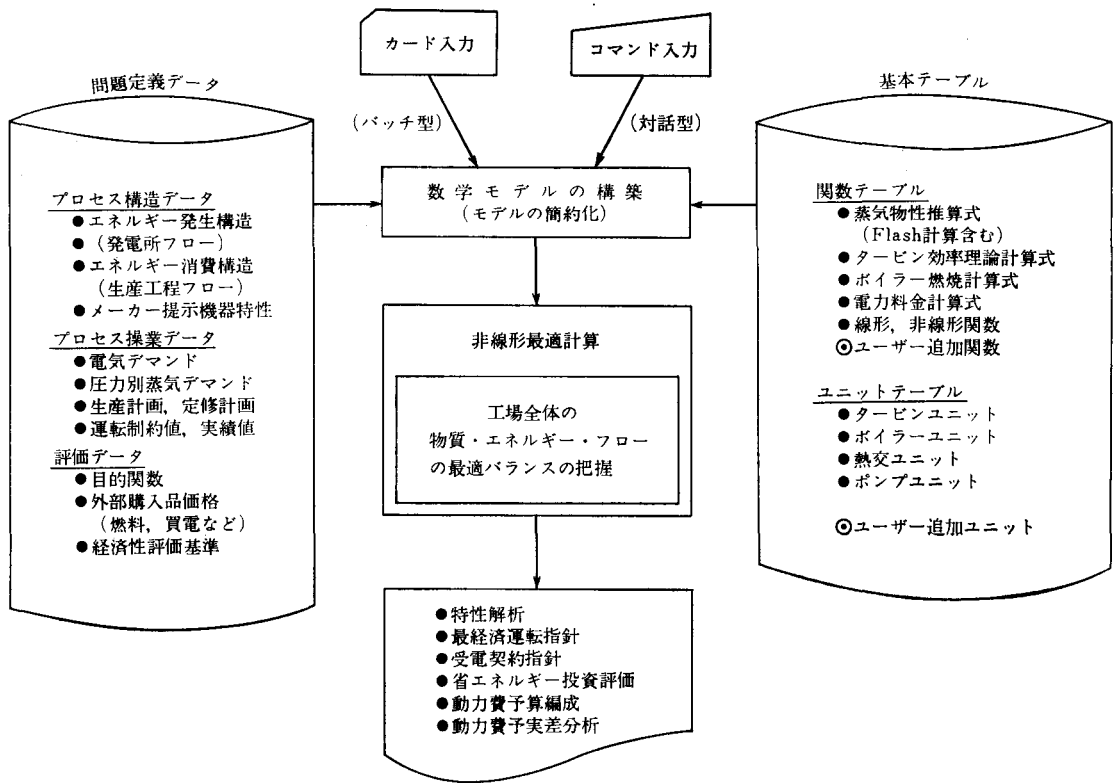 カード入力
コマンド入力
問題定義データ
基本テーブル
(バッチ型)
(対話型)
数学モデルの構築
(モデルの簡約化)
プロセス構造データ
●エネルギー発生構造
●(発電所フロー)
●エネルギー消費構造
(生産工程フロー)
●メーカー提示機器特性
プロセス操業データ
●電気デマンド
●圧力別蒸気デマンド
●生産計画, 定修計画
●運転制約値, 実績値
評価データ
●目的関数
●外部購入品価格
(燃料, 買電など)
●経済性評価基準
非線形最適計算
工場全体の
物質・エネルギー・フロー
の最適バランスの把握
関数テーブル
●蒸気物性推算式
(Flash計算含む)
●タービン効率理論計算式
●ボイラー燃焼計算式
●電力料金計算式
●線形, 非線形関数
◉ユーザー追加関数
ユニットテーブル
●タービンユニット
●ボイラーユニット
●熱交ユニット
●ポンプユニット
◉ユーザー追加ユニット
●特性解析
●最経済運転指針
●受電契約指針
●省エネルギー投資評価
●動力費予算編成
●動力費予実差分析